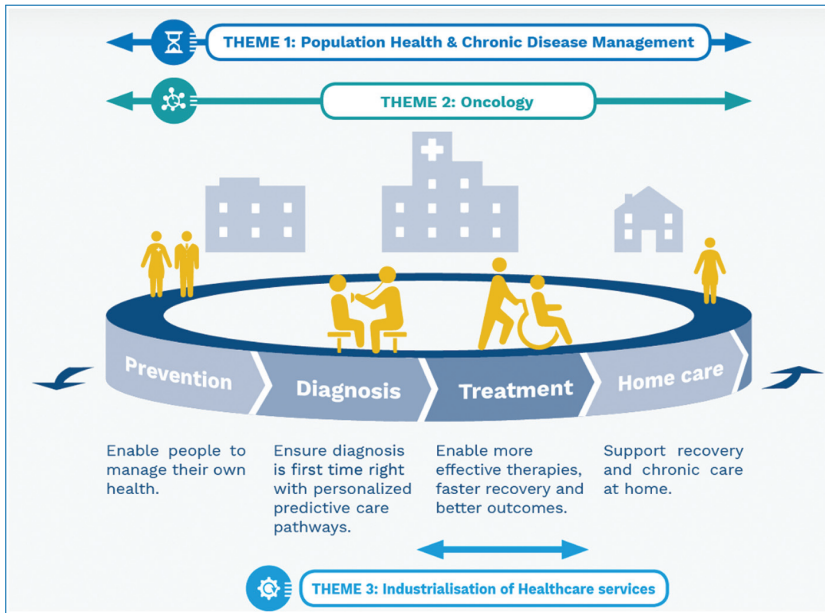 THEME 1: Population Health & Chronic Disease Management
THEME 2: Oncology
Prevention
Diagnosis
Treatment
Home care
Enable people to
manage their own
health.
Ensure diagnosis
is first time right
with personalized
predictive care
pathways.
Enable more
effective therapies,
faster recovery and
better outcomes.
Support recovery
and chronic care
at home.
THEME 3: Industrialisation of Healthcare services